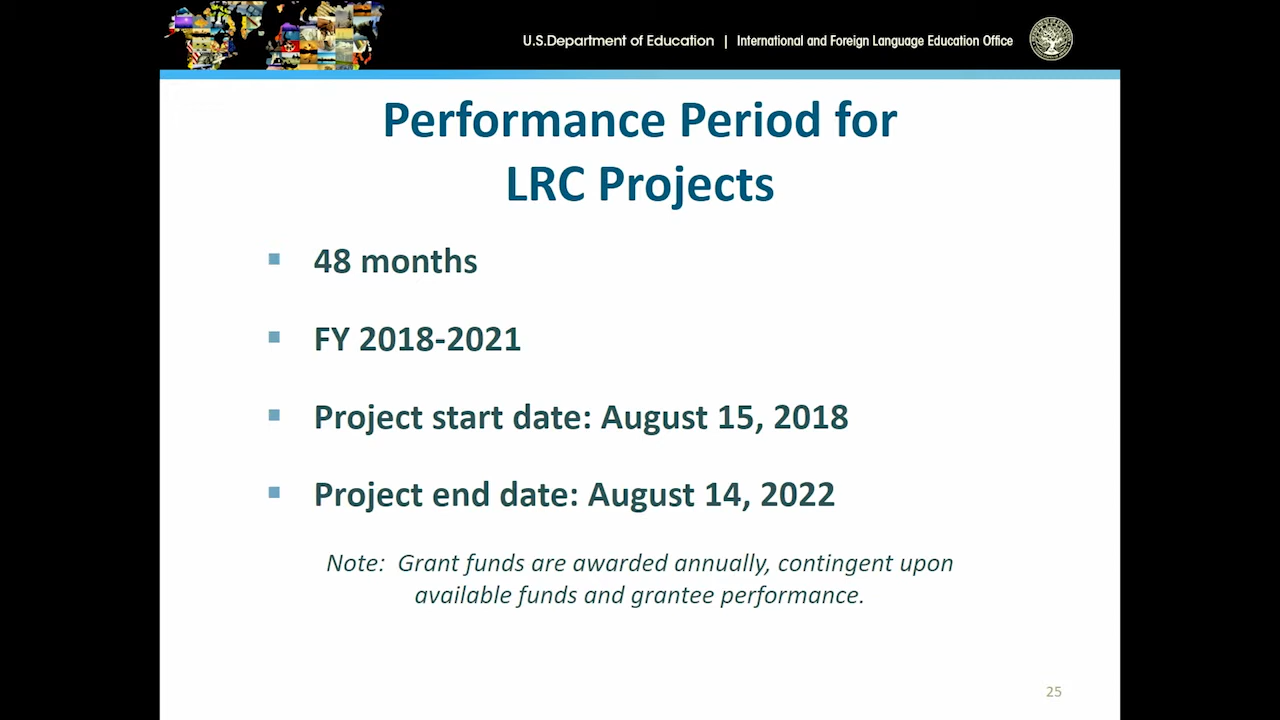 U.S.Department of Education | International and Foreign Language Education Office
Performance Period for
LRC Projects
▪ 48 months
▪ FY 2018-2021
▪ Project start date: August 15, 2018
▪ Project end date: August 14, 2022
Note: Grant funds are awarded annually, contingent upon
available funds and grantee performance.
25